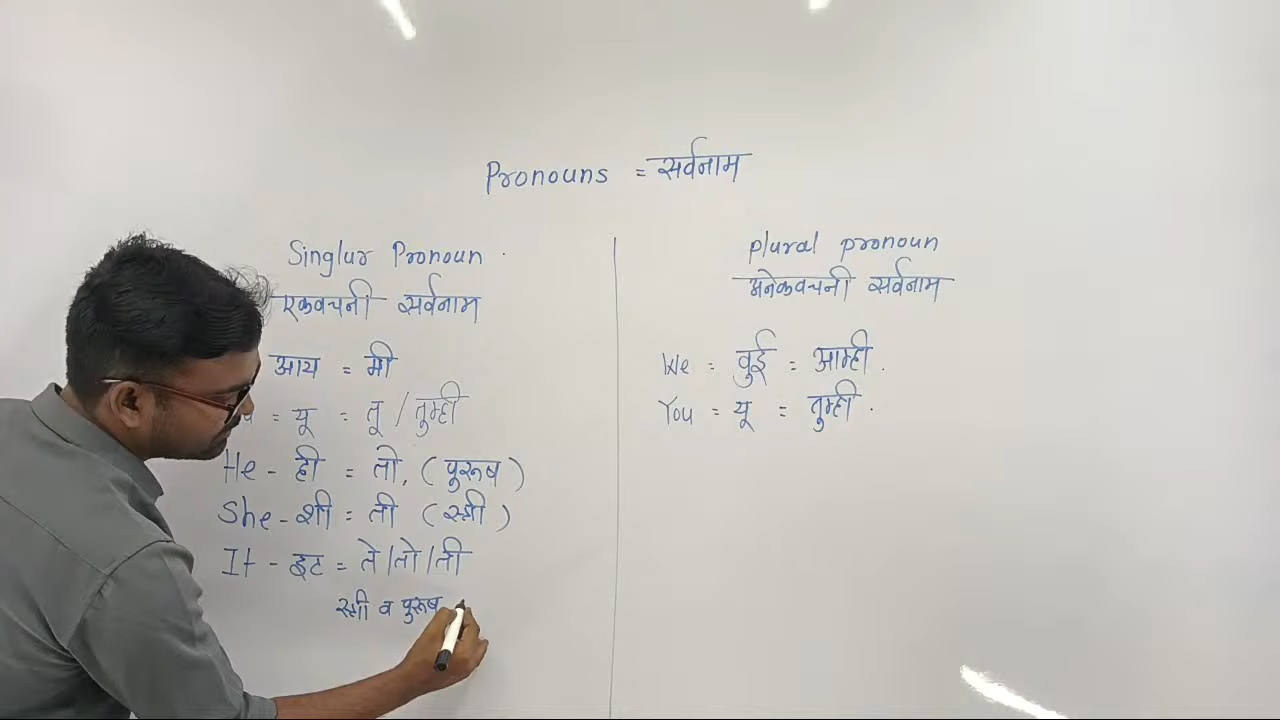 Pronouns = सर्वनाम
Singlur Pronoun.
एकवचनी सर्वनाम
आय = मी
= यू = तू / तुम्ही
He - ही = तो, (पुरूष)
She - शी = ती (स्त्री)
It - इट = ते/तो/ती
स्त्री व पुरूष
plural pronoun
अनेकवचनी सर्वनाम
We = वुई = आम्ही.
You = यू = तुम्ही.